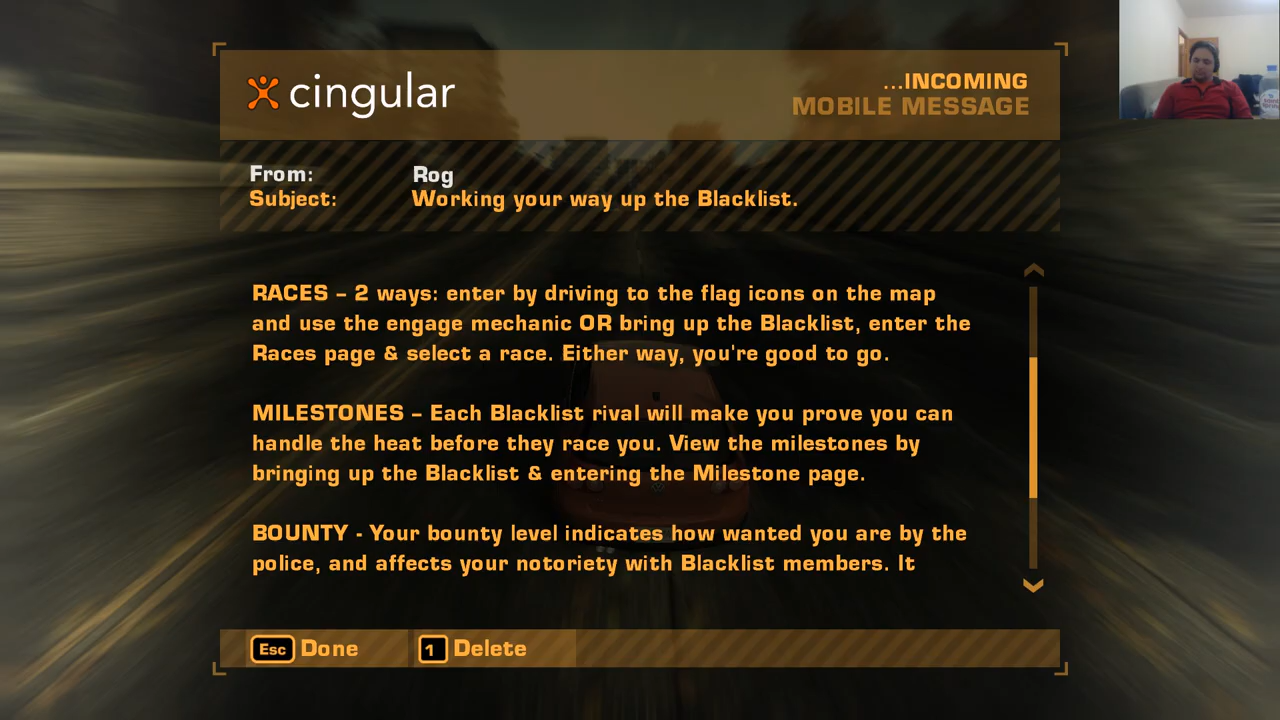 cingular
...INCOMING
MOBILE MESSAGE
From: Rog
Subject: Working your way up the Blacklist.
RACES – 2 ways: enter by driving to the flag icons on the map
and use the engage mechanic OR bring up the Blacklist, enter the
Races page & select a race. Either way, you're good to go.
MILESTONES – Each Blacklist rival will make you prove you can
handle the heat before they race you. View the milestones by
bringing up the Blacklist & entering the Milestone page.
BOUNTY - Your bounty level indicates how wanted you are by the
police, and affects your notoriety with Blacklist members. It
Esc Done 1 Delete